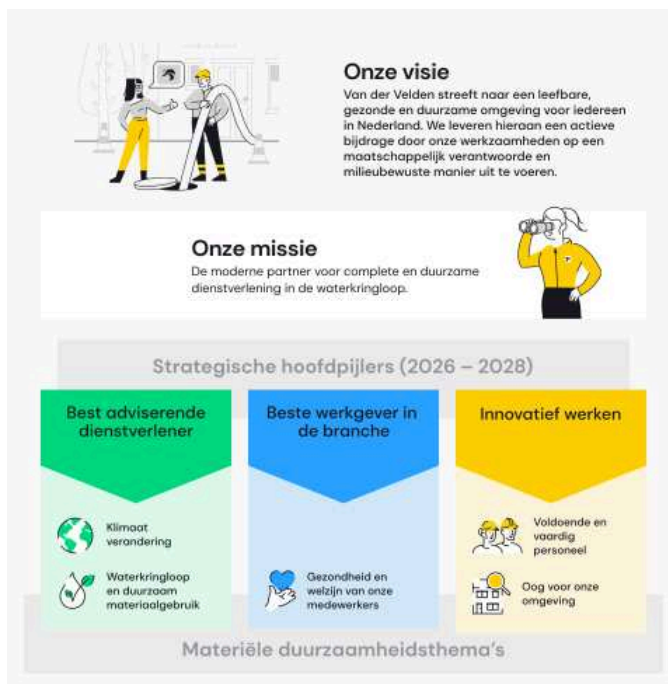 Onze visie
Van der Velden streeft naar een leefbare,
gezonde en duurzame omgeving voor iedereen
in Nederland. We leveren hieraan een actieve
bijdrage door onze werkzaamheden op een
maatschappelijk verantwoorde en
milieubewuste manier uit te voeren.
Onze missie
De moderne partner voor complete en duurzame
dienstverlening in de waterkringloop.
Strategische hoofdpijlers (2026 – 2028)
Best adviserende
dienstverlener
Klimaat
verandering
Waterkringloop
en duurzaam
materiaalgebruik
Beste werkgever in
de branche
Gezondheid en
welzijn van onze
medewerkers
Innovatief werken
Voldoende en
vaardig
personeel
Oog voor onze
omgeving
Materiële duurzaamheidsthema's